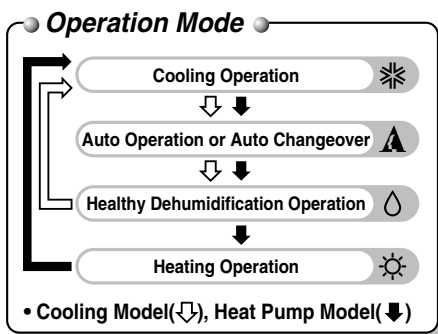 Operation Mode
Cooling Operation
Auto Operation or Auto Changeover
Healthy Dehumidification Operation
Heating Operation
• Cooling Model(⇩), Heat Pump Model(⬇)